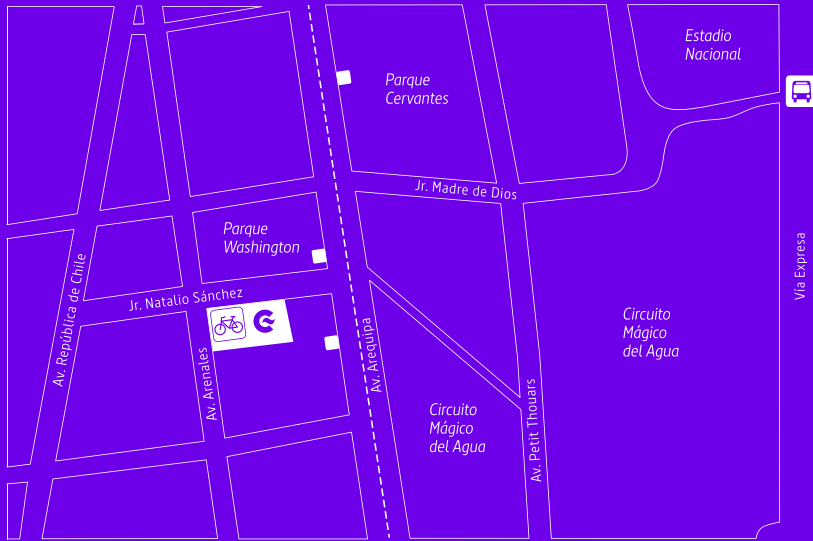 Estadio
Nacional
Parque
Cervantes
Jr. Madre de Dios
Parque
Washington
Vía Expresa
Av. República de Chile
Jr. Natalio Sánchez
Av. Arenales
Av. Arequipa
Circuito
Mágico
del Agua
Circuito
Mágico
del Agua
Av. Petit Thouars